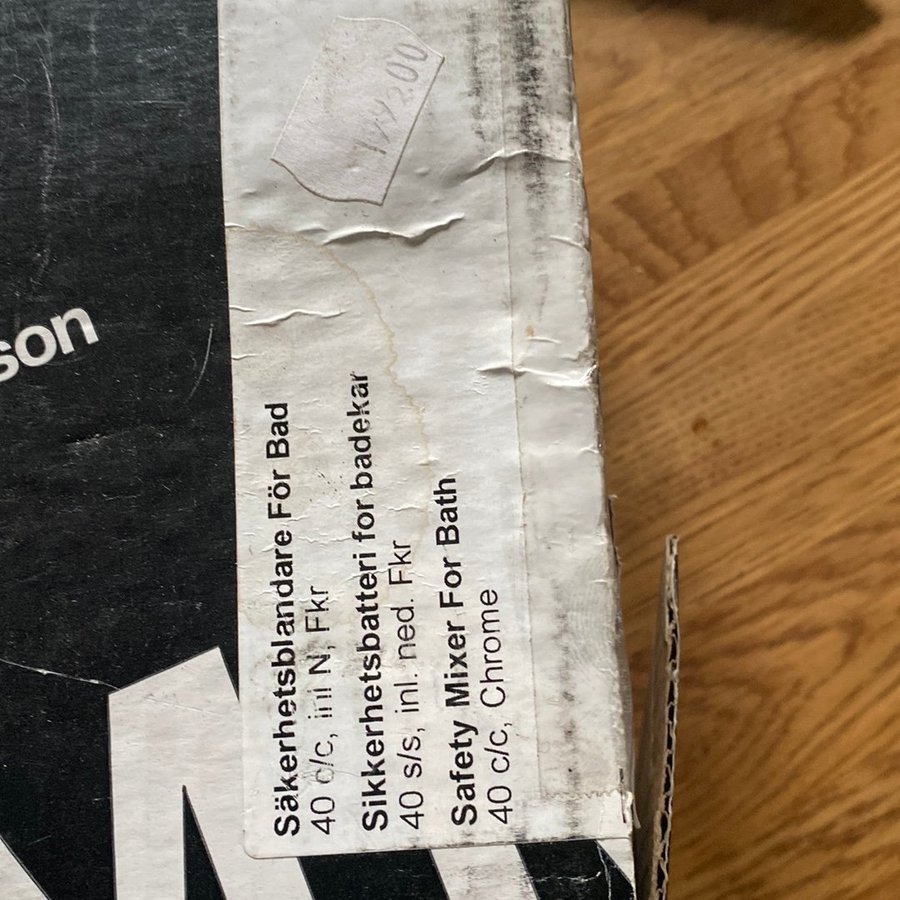 son
Säkerhetsblandare För Bad
40 c/c, inl N, Fkr
Sikkerhetsbatteri for badekar
40 s/s, inl. ned. Fkr
Safety Mixer For Bath
40 c/c, Chrome